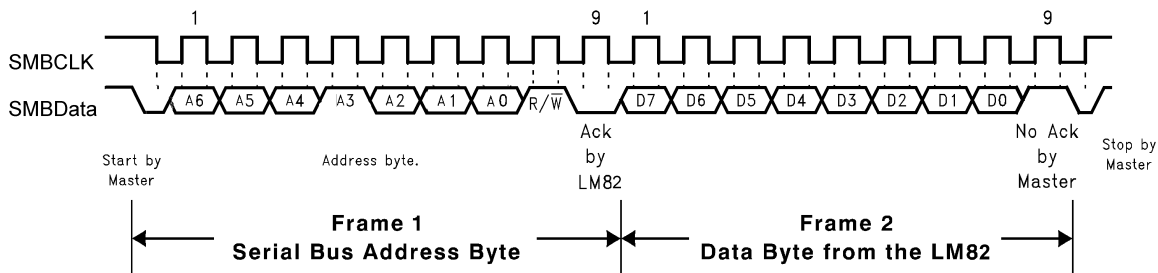 1 9 1 9
SMBCLK
SMBData A6 A5 A4 A3 A2 A1 A0 R/W̅ D7 D6 D5 D4 D3 D2 D1 D0
Start by
Master
Address byte.
Ack
by
LM82
No Ack
by
Master
Stop by
Master
Frame 1
Serial Bus Address Byte
Frame 2
Data Byte from the LM82